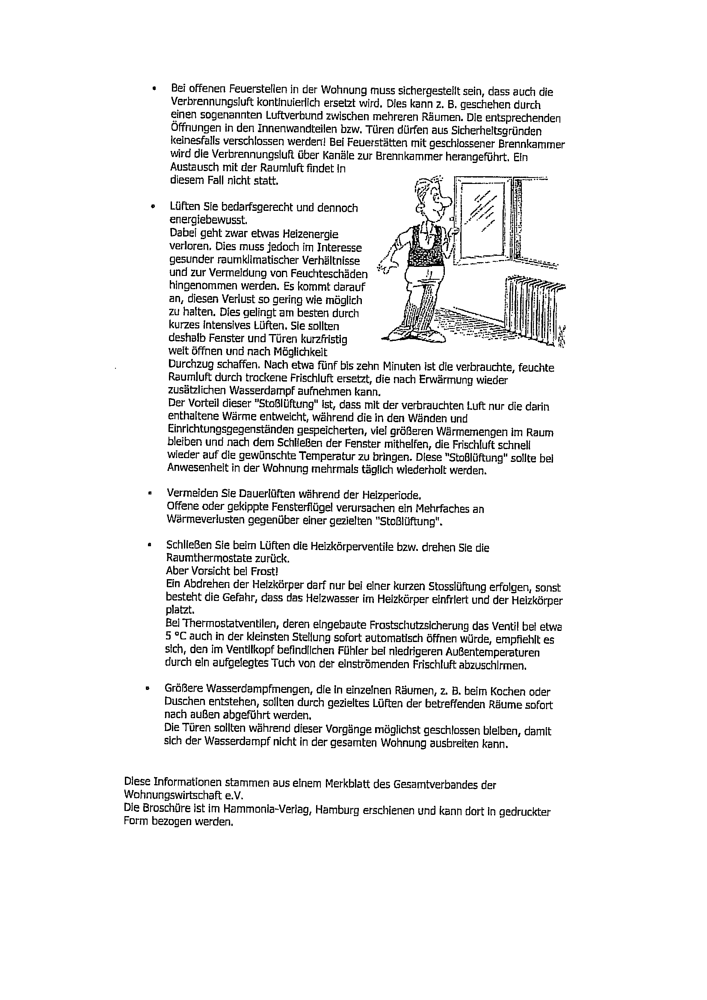 • Bei offenen Feuerstellen in der Wohnung muss sichergestellt sein, dass auch die
Verbrennungsluft kontinuierlich ersetzt wird. Dies kann z. B. geschehen durch
einen sogenannten Luftverbund zwischen mehreren Räumen. Die entsprechenden
Öffnungen in den Innenwandteilen bzw. Türen dürfen aus Sicherheitsgründen
keinesfalls verschlossen werden! Bei Feuerstätten mit geschlossener Brennkammer
wird die Verbrennungsluft über Kanäle zur Brennkammer herangeführt. Ein
Austausch mit der Raumluft findet in
diesem Fall nicht statt.
• Lüften Sie bedarfsgerecht und dennoch
energiebewusst.
Dabei geht zwar etwas Heizenergie
verloren. Dies muss jedoch im Interesse
gesunder raumklimatischer Verhältnisse
und zur Vermeidung von Feuchteschäden
hingenommen werden. Es kommt darauf
an, diesen Verlust so gering wie möglich
zu halten. Dies gelingt am besten durch
kurzes intensives Lüften. Sie sollten
deshalb Fenster und Türen kurzfristig
weit öffnen und nach Möglichkeit
Durchzug schaffen. Nach etwa fünf bis zehn Minuten ist die verbrauchte, feuchte
Raumluft durch trockene Frischluft ersetzt, die nach Erwärmung wieder
zusätzlichen Wasserdampf aufnehmen kann.
Der Vorteil dieser "Stoßlüftung" ist, dass mit der verbrauchten Luft nur die darin
enthaltene Wärme entweicht, während die in den Wänden und
Einrichtungsgegenständen gespeicherten, viel größeren Wärmemengen im Raum
bleiben und nach dem Schließen der Fenster mithelfen, die Frischluft schnell
wieder auf die gewünschte Temperatur zu bringen. Diese "Stoßlüftung" sollte bei
Anwesenheit in der Wohnung mehrmals täglich wiederholt werden.
• Vermeiden Sie Dauerlüften während der Heizperiode.
Offene oder gekippte Fensterflügel verursachen ein Mehrfaches an
Wärmeverlusten gegenüber einer gezielten "Stoßlüftung".
• Schließen Sie beim Lüften die Heizkörperventile bzw. drehen Sie die
Raumthermostate zurück.
Aber Vorsicht bei Frost!
Ein Abdrehen der Heizkörper darf nur bei einer kurzen Stosslüftung erfolgen, sonst
besteht die Gefahr, dass das Heizwasser im Heizkörper einfriert und der Heizkörper
platzt.
Bei Thermostatventilen, deren eingebaute Frostschutzsicherung das Ventil bei etwa
5 °C auch in der kleinsten Stellung sofort automatisch öffnen würde, empfiehlt es
sich, den im Ventilkopf befindlichen Fühler bei niedrigeren Außentemperaturen
durch ein aufgelegtes Tuch von der einströmenden Frischluft abzuschirmen.
• Größere Wasserdampfmengen, die in einzelnen Räumen, z. B. beim Kochen oder
Duschen entstehen, sollten durch gezieltes Lüften der betreffenden Räume sofort
nach außen abgeführt werden.
Die Türen sollten während dieser Vorgänge möglichst geschlossen bleiben, damit
sich der Wasserdampf nicht in der gesamten Wohnung ausbreiten kann.
Diese Informationen stammen aus einem Merkblatt des Gesamtverbandes der
Wohnungswirtschaft e.V.
Die Broschüre ist im Hammonia-Verlag, Hamburg erschienen und kann dort in gedruckter
Form bezogen werden.